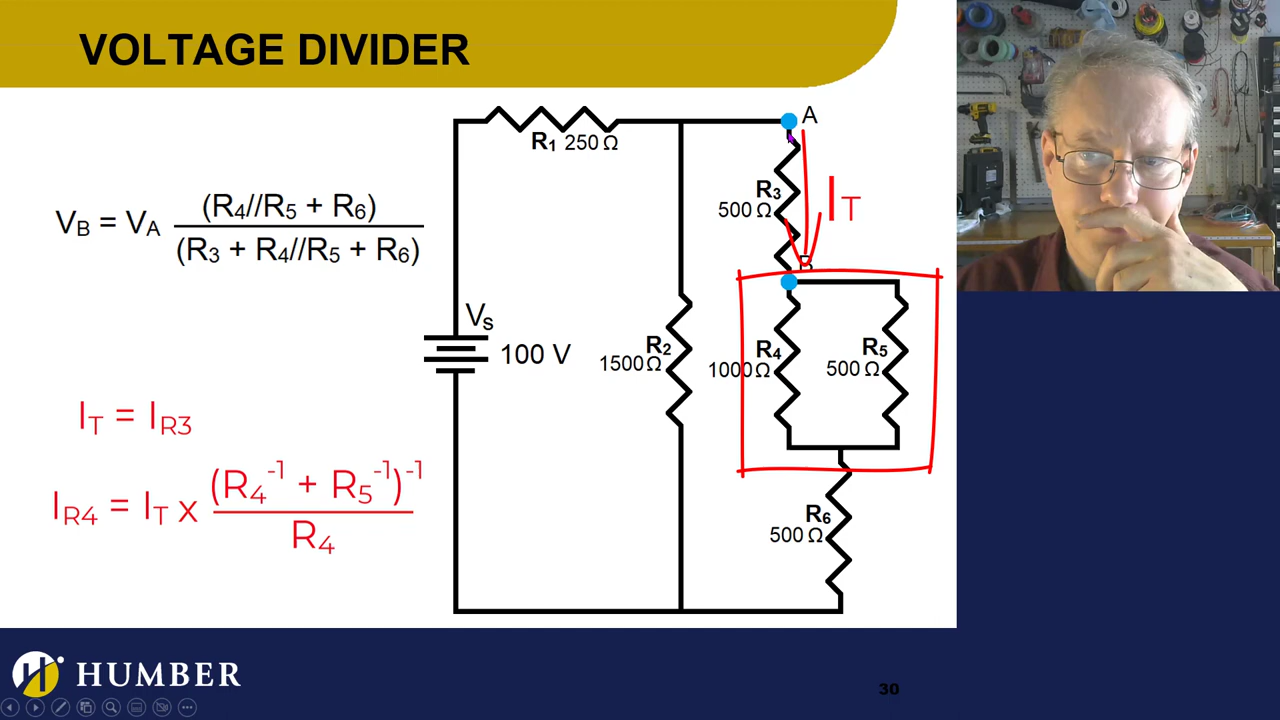 VOLTAGE DIVIDER
V_B = V_A (R₄//R₅ + R₆)
(R₃ + R₄//R₅ + R₆)
I_T = I_R3
I_R4 = I_T x (R₄⁻¹ + R₅⁻¹)⁻¹
R₄
R₁ 250 Ω
A
R₃
500 Ω
I_T
B
V_s
100 V
R₂
1500 Ω
R₄
1000 Ω
R₅
500 Ω
R₆
500 Ω
HUMBER
30